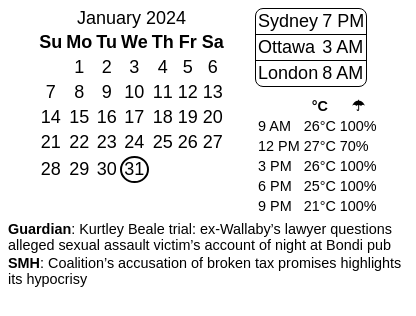 January 2024
Su Mo Tu We Th Fr Sa
1 2 3 4 5 6
7 8 9 10 11 12 13
14 15 16 17 18 19 20
21 22 23 24 25 26 27
28 29 30 31
Sydney 7 PM
Ottawa 3 AM
London 8 AM
°C ☂
9 AM 26°C 100%
12 PM 27°C 70%
3 PM 26°C 100%
6 PM 25°C 100%
9 PM 21°C 100%
Guardian: Kurtley Beale trial: ex-Wallaby’s lawyer questions
alleged sexual assault victim’s account of night at Bondi pub
SMH: Coalition’s accusation of broken tax promises highlights
its hypocrisy